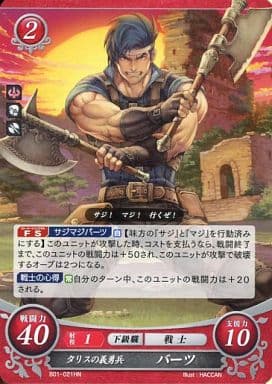 2
サジ！ マジ！ 行くぜ！
FS サジマジバーツ 自【味方の『サジ』と『マジ』を行動済み
にする】このユニットが攻撃した時、コストを支払うなら、戦闘終了
まで、このユニットの戦闘力は＋50され、このユニットの攻撃で破壊
するオーブは2つになる。
戦士の心得 常 自分のターン中、このユニットの戦闘力は＋20さ
れる。
戦闘力
40
射程 1 下級職 戦士
タリスの義勇兵 バーツ
支援力
10
B01-021HN
Illust：HACCAN